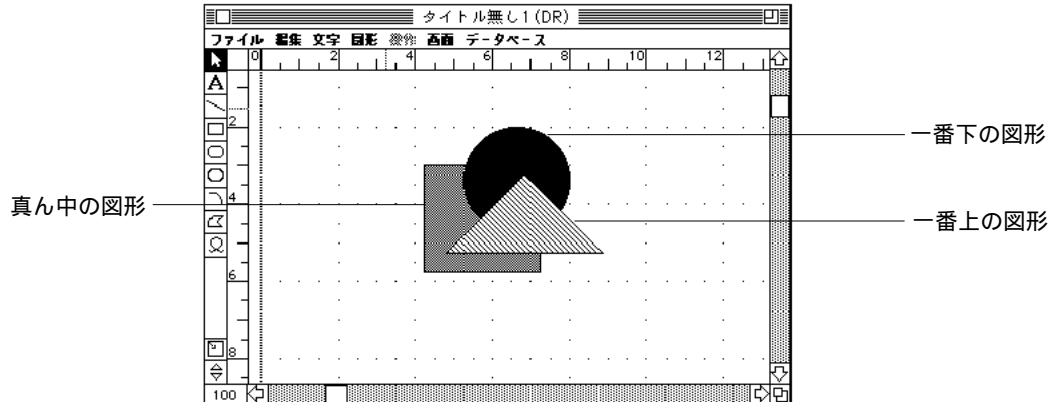 タイトル無し1(DR)
ファイル 編集 文字 図形 画面 データベース
0 2 4 6 8 10 12
A
2
4
6
8
100
一番下の図形
真ん中の図形
一番上の図形